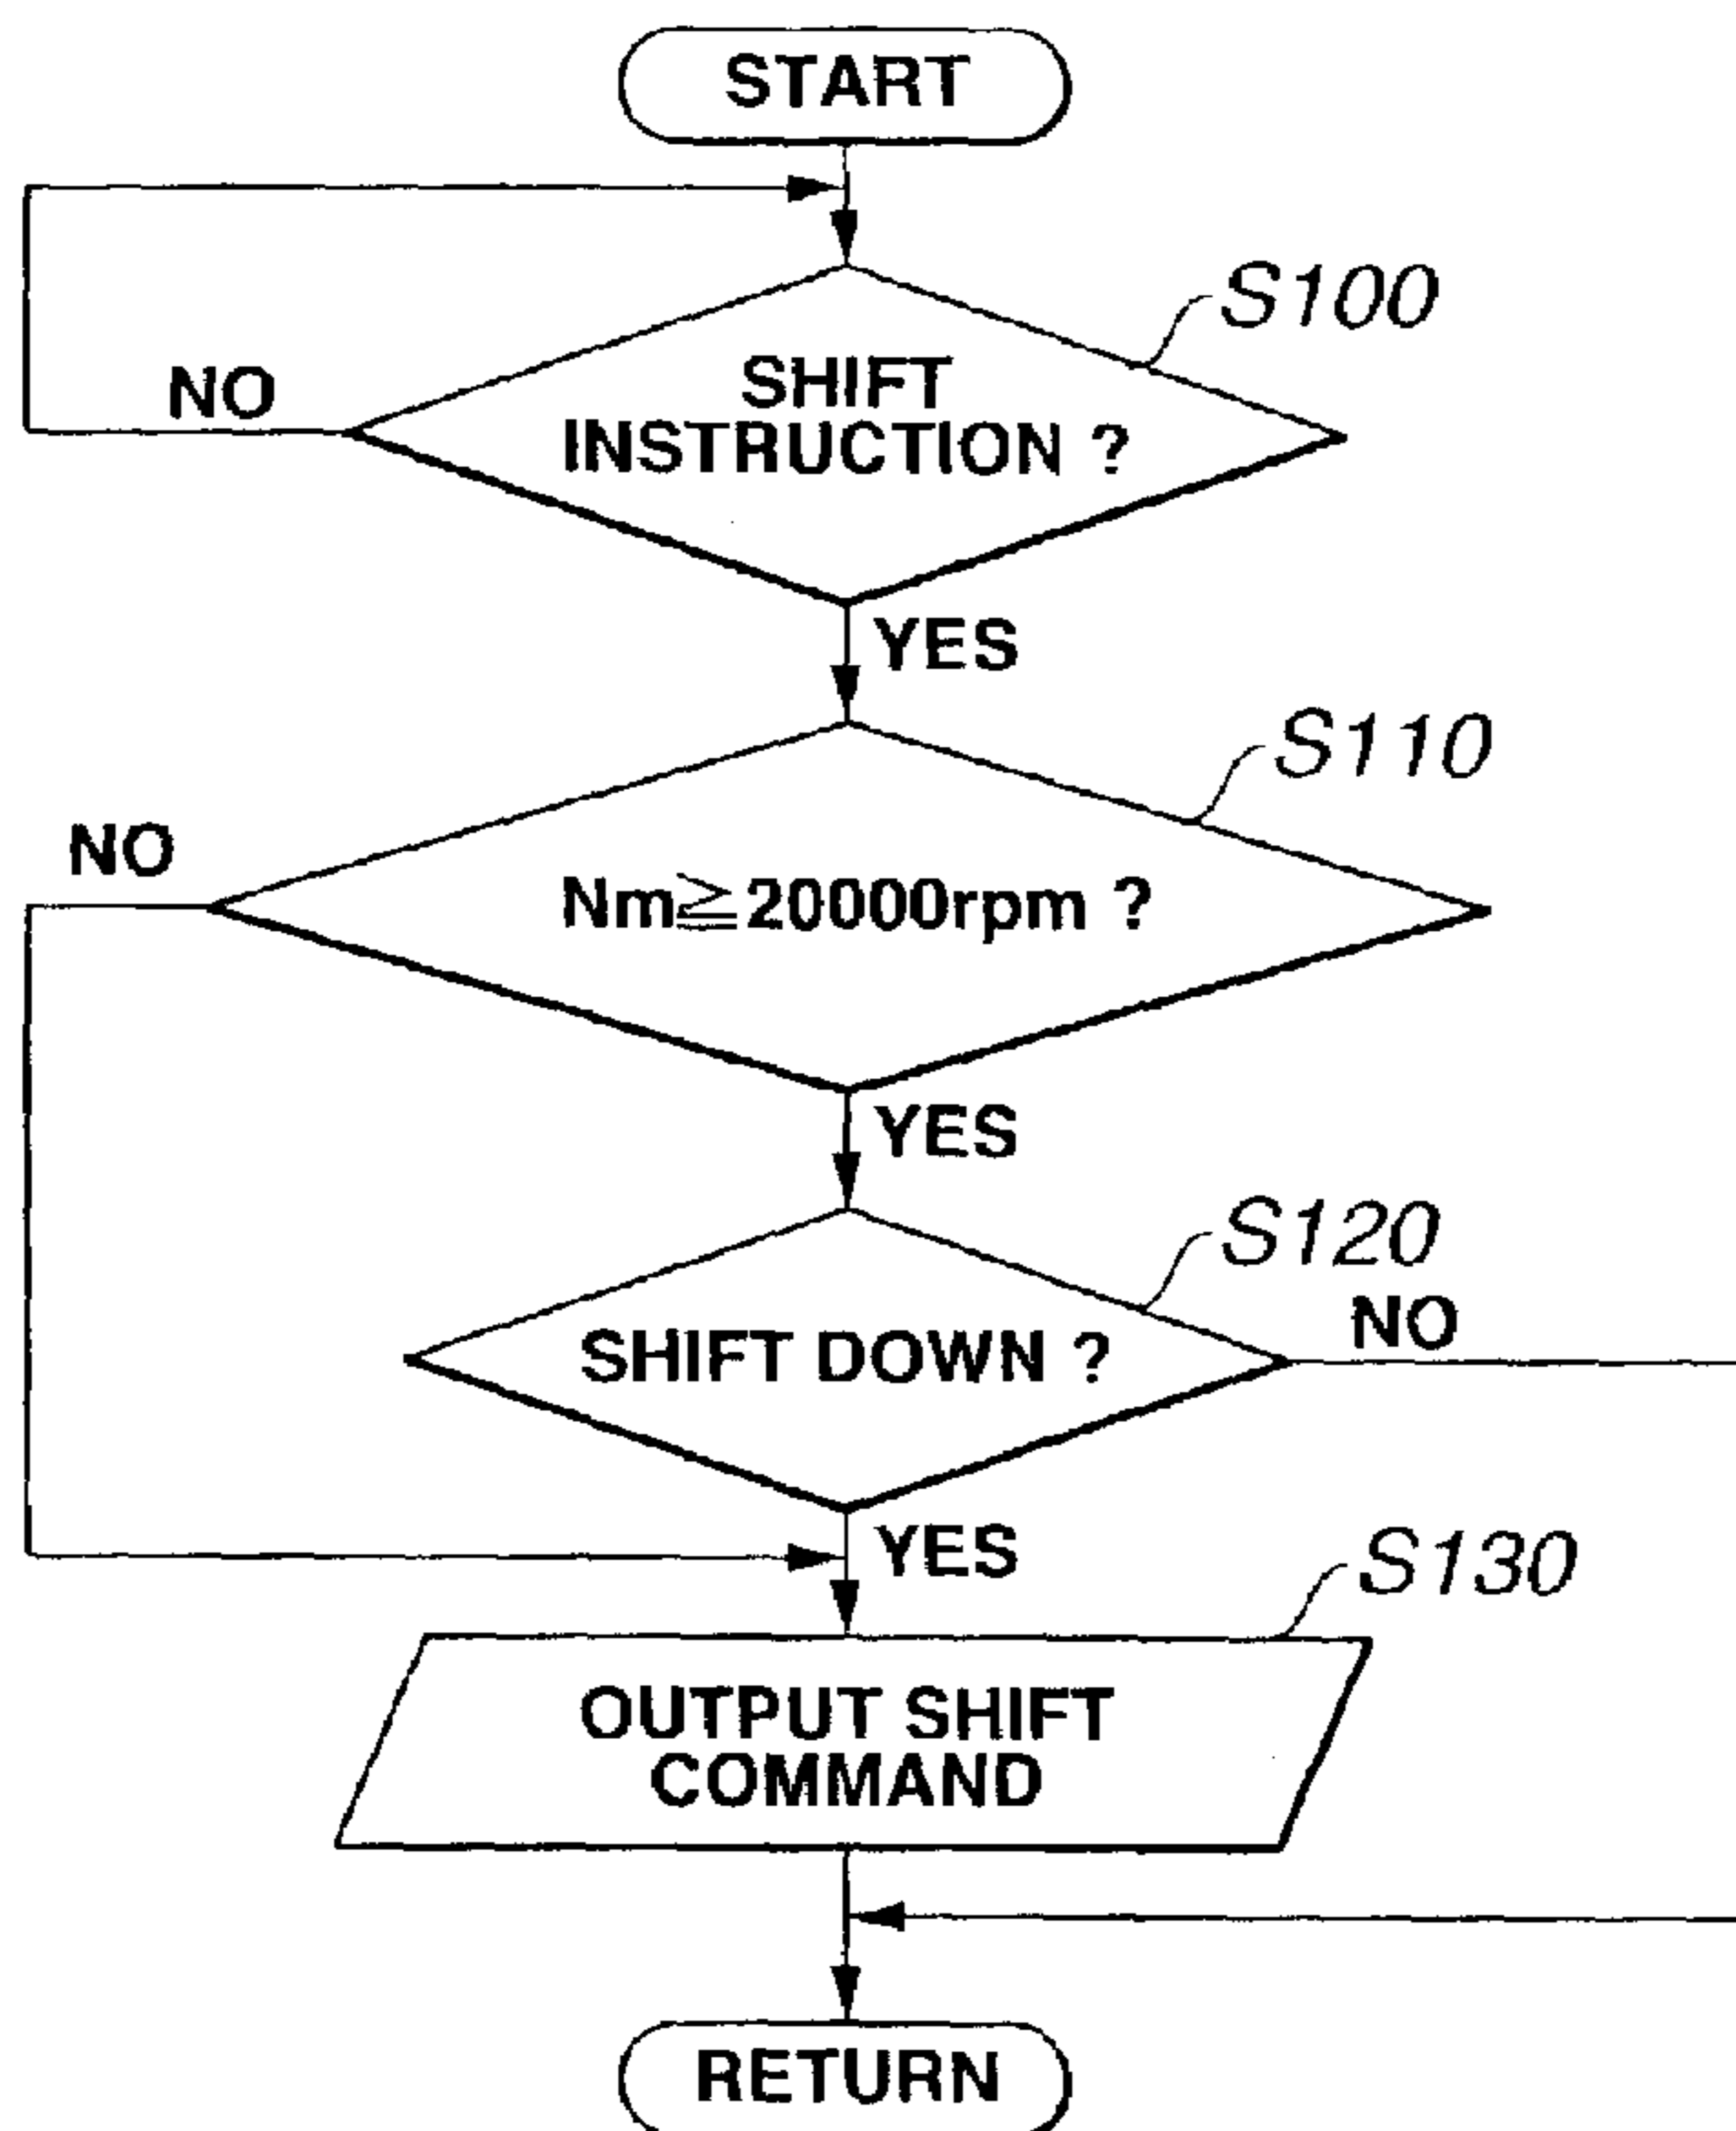 START
S100
NO
SHIFT
INSTRUCTION ?
YES
S110
NO
Nm≧20000rpm ?
YES
S120
NO
SHIFT DOWN ?
YES
S130
OUTPUT SHIFT
COMMAND
RETURN